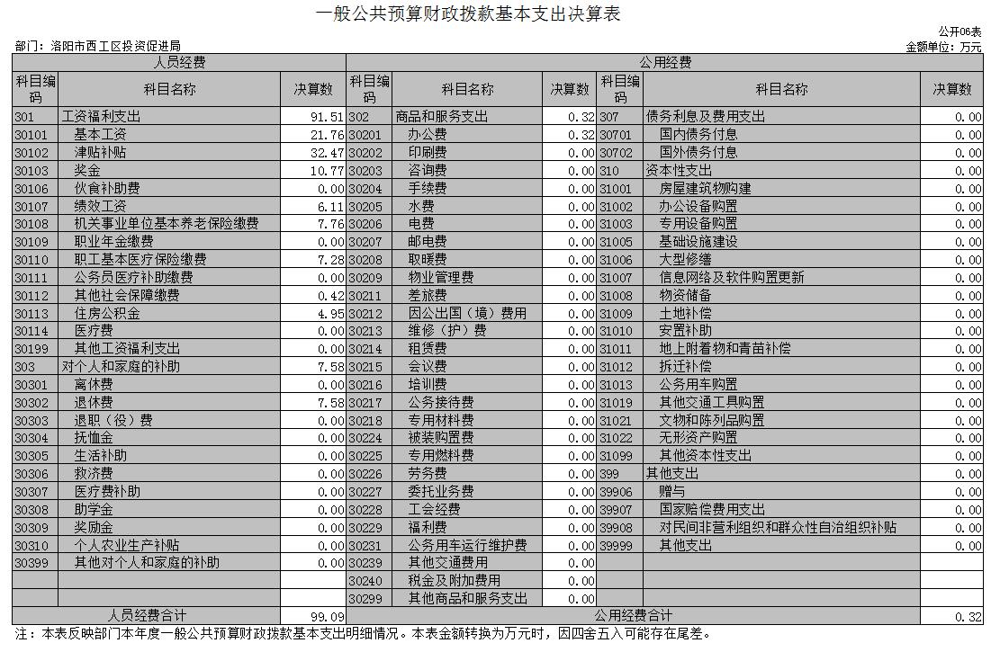 一般公共预算财政拨款基本支出决算表
公开06表
部门：洛阳市西工区投资促进局 金额单位：万元
人员经费 公用经费
科目编码 科目名称 决算数 科目编码 科目名称 决算数 科目编码 科目名称 决算数
301 工资福利支出 91.51 302 商品和服务支出 0.32 307 债务利息及费用支出 0.00
30101 基本工资 21.76 30201 办公费 0.32 30701 国内债务付息 0.00
30102 津贴补贴 32.47 30202 印刷费 0.00 30702 国外债务付息 0.00
30103 奖金 10.77 30203 咨询费 0.00 310 资本性支出 0.00
30106 伙食补助费 0.00 30204 手续费 0.00 31001 房屋建筑物购建 0.00
30107 绩效工资 6.11 30205 水费 0.00 31002 办公设备购置 0.00
30108 机关事业单位基本养老保险缴费 7.76 30206 电费 0.00 31003 专用设备购置 0.00
30109 职业年金缴费 0.00 30207 邮电费 0.00 31005 基础设施建设 0.00
30110 职工基本医疗保险缴费 7.28 30208 取暖费 0.00 31006 大型修缮 0.00
30111 公务员医疗补助缴费 0.00 30209 物业管理费 0.00 31007 信息网络及软件购置更新 0.00
30112 其他社会保障缴费 0.42 30211 差旅费 0.00 31008 物资储备 0.00
30113 住房公积金 4.95 30212 因公出国（境）费用 0.00 31009 土地补偿 0.00
30114 医疗费 0.00 30213 维修（护）费 0.00 31010 安置补助 0.00
30199 其他工资福利支出 0.00 30214 租赁费 0.00 31011 地上附着物和青苗补偿 0.00
303 对个人和家庭的补助 7.58 30215 会议费 0.00 31012 拆迁补偿 0.00
30301 离休费 0.00 30216 培训费 0.00 31013 公务用车购置 0.00
30302 退休费 7.58 30217 公务接待费 0.00 31019 其他交通工具购置 0.00
30303 退职（役）费 0.00 30218 专用材料费 0.00 31021 文物和陈列品购置 0.00
30304 抚恤金 0.00 30224 被装购置费 0.00 31022 无形资产购置 0.00
30305 生活补助 0.00 30225 专用燃料费 0.00 31099 其他资本性支出 0.00
30306 救济费 0.00 30226 劳务费 0.00 399 其他支出 0.00
30307 医疗费补助 0.00 30227 委托业务费 0.00 39906 赠与 0.00
30308 助学金 0.00 30228 工会经费 0.00 39907 国家赔偿费用支出 0.00
30309 奖励金 0.00 30229 福利费 0.00 39908 对民间非营利组织和群众性自治组织补贴 0.00
30310 个人农业生产补贴 0.00 30231 公务用车运行维护费 0.00 39999 其他支出 0.00
30399 其他对个人和家庭的补助 0.00 30239 其他交通费用 0.00
30240 税金及附加费用 0.00
30299 其他商品和服务支出 0.00
人员经费合计 99.09 公用经费合计 0.32
注：本表反映部门本年度一般公共预算财政拨款基本支出明细情况。本表金额转换为万元时，因四舍五入可能存在尾差。